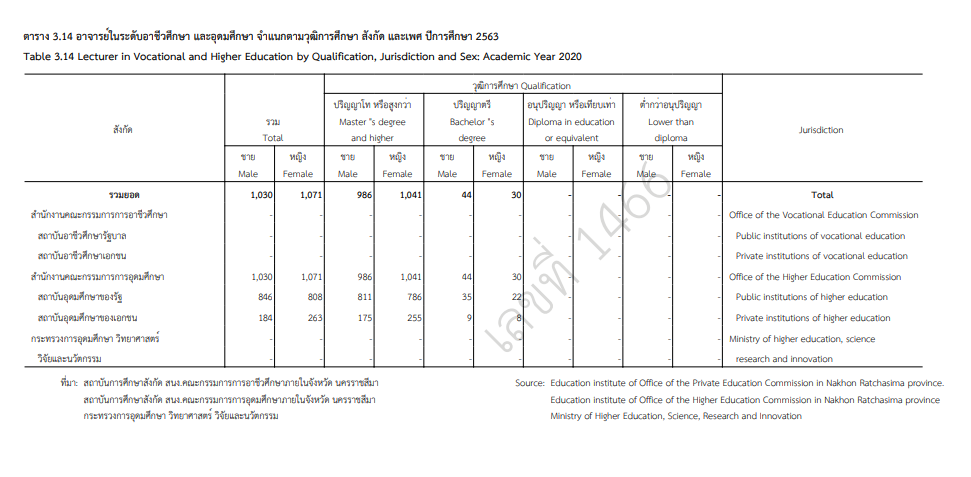 ตาราง 3.14 อาจารย์ในระดับอาชีวศึกษา และอุดมศึกษา จำแนกตามวุฒิการศึกษา สังกัด และเพศ ปีการศึกษา 2563
Table 3.14 Lecturer in Vocational and Higher Education by Qualification, Jurisdiction and Sex: Academic Year 2020
วุฒิการศึกษา Qualification
ปริญญาโท หรือสูงกว่า ปริญญาตรี อนุปริญญา หรือเทียบเท่า ต่ำกว่าอนุปริญญา
สังกัด รวม Master "s degree Bachelor "s Diploma in education Lower than Jurisdiction
Total and higher degree or equivalent diploma
ชาย หญิง ชาย หญิง ชาย หญิง ชาย หญิง ชาย หญิง
Male Female Male Female Male Female Male Female Male Female
รวมยอด 1,030 1,071 986 1,041 44 30 - - - - Total
สำนักงานคณะกรรมการการอาชีวศึกษา - - - - - - - - - - Office of the Vocational Education Commission
สถาบันอาชีวศึกษารัฐบาล - - - - - - - - - - Public institutions of vocational education
สถาบันอาชีวศึกษาเอกชน - - - - - - - - - - Private institutions of vocational education
สำนักงานคณะกรรมการการอุดมศึกษา 1,030 1,071 986 1,041 44 30 - - - - Office of the Higher Education Commission
สถาบันอุดมศึกษาของรัฐ 846 808 811 786 35 22 - - - - Public institutions of higher education
สถาบันอุดมศึกษาของเอกชน 184 263 175 255 9 8 - - - - Private institutions of higher education
กระทรวงการอุดมศึกษา วิทยาศาสตร์ - - - - - - - - - - Ministry of higher education, science
วิจัยและนวัตกรรม - - - - - - - - - - research and innovation
ที่มา: สถาบันการศึกษาสังกัด สนง.คณะกรรมการการอาชีวศึกษาภายในจังหวัด นครราชสีมา Source: Education institute of Office of the Private Education Commission in Nakhon Ratchasima province.
สถาบันการศึกษาสังกัด สนง.คณะกรรมการการอุดมศึกษาภายในจังหวัด นครราชสีมา Education institute of Office of the Higher Education Commission in Nakhon Ratchasima province
กระทรวงการอุดมศึกษา วิทยาศาสตร์ วิจัยและนวัตกรรม Ministry of Higher Education, Science, Research and Innovation
เลขที่ 1466